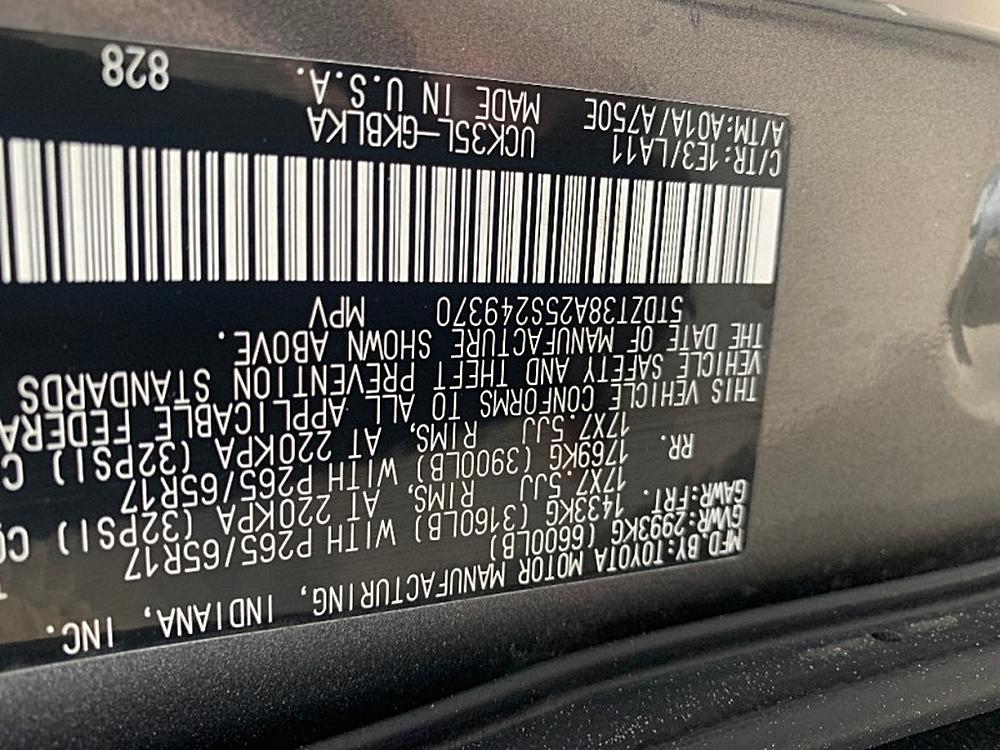 MFD.BY:TOYOTA MOTOR MANUFACTURING, INDIANA, INC.
GVWR:2993KG (6600LB)
GAWR:FRT. 1433KG (3160LB) WITH P265/65R17
17X7.5JJ RIMS, AT 220KPA (32PSI)
RR. 1769KG (3900LB) WITH P265/65R17
17X7.5JJ RIMS, AT 220KPA (32PSI)
THIS VEHICLE CONFORMS TO ALL APPLICABLE FEDERA
VEHICLE SAFETY AND THEFT PREVENTION STANDARDS
THE DATE OF MANUFACTURE SHOWN ABOVE.
5TDZT38A25S249370 MPV
C/TR: 1E3/LA11 UCK35L-GKBLKA
A/TM:A01A/A750E MADE IN U.S.A. 828